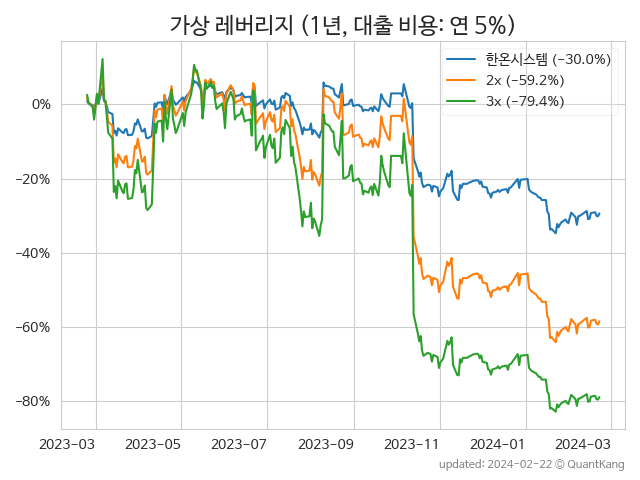 가상 레버리지 (1년, 대출 비용: 연 5%)
한온시스템 (−30.0%)
2x (−59.2%)
3x (−79.4%)
0%
−20%
−40%
−60%
−80%
2023-03 2023-05 2023-07 2023-09 2023-11 2024-01 2024-03
updated: 2024-02-22 © QuantKang